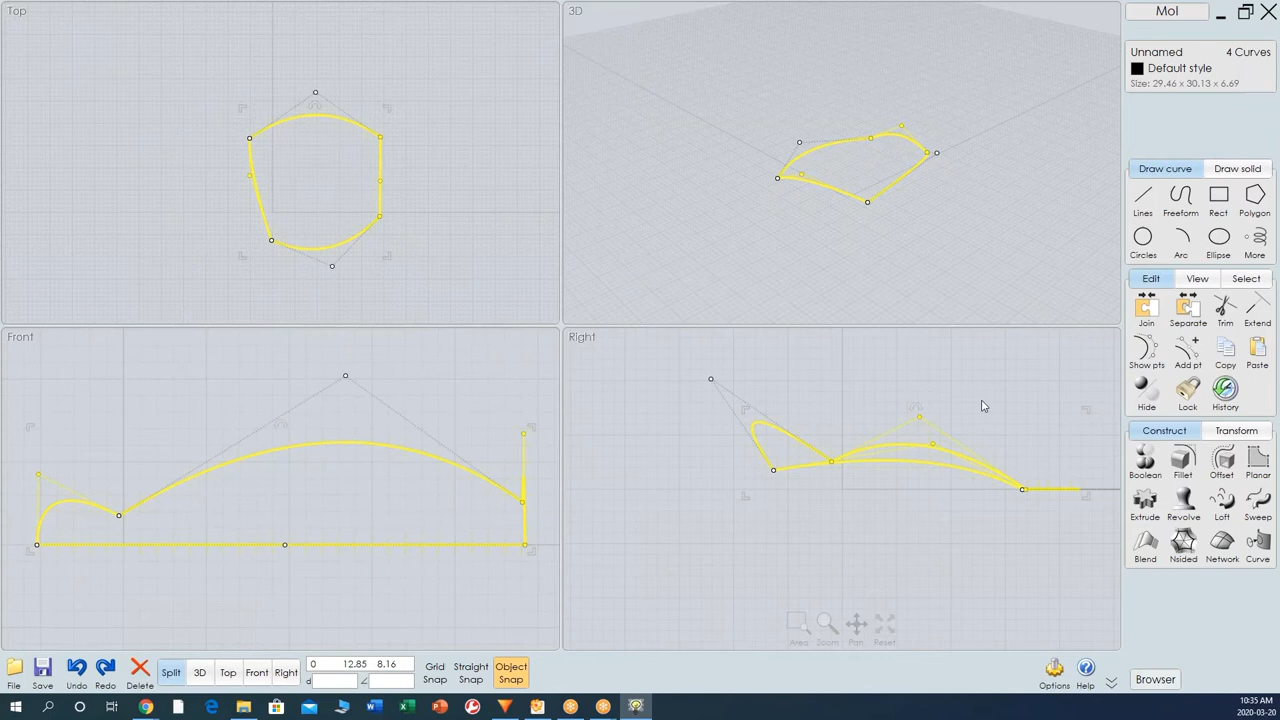 Top
3D
MoI
Unnamed 4 Curves
Default style
Size: 29.46 x 30.13 x 6.69
Draw curve Draw solid
Lines Freeform Rect Polygon
Circles Arc Ellipse More
Edit View Select
Join Separate Trim Extend
Show pts Add pt Copy Paste
Hide Lock History
Construct Transform
Boolean Fillet Offset Planar
Extrude Revolve Loft Sweep
Blend Nsided Network Curve
Front
Right
Area Zoom Pan Reset
File Save Undo Redo Delete
Split 3D Top Front Right
0 12.85 8.16
d ∠
Grid Snap
Straight Snap
Object Snap
Options Help
Browser
10:35 AM
2020-03-20